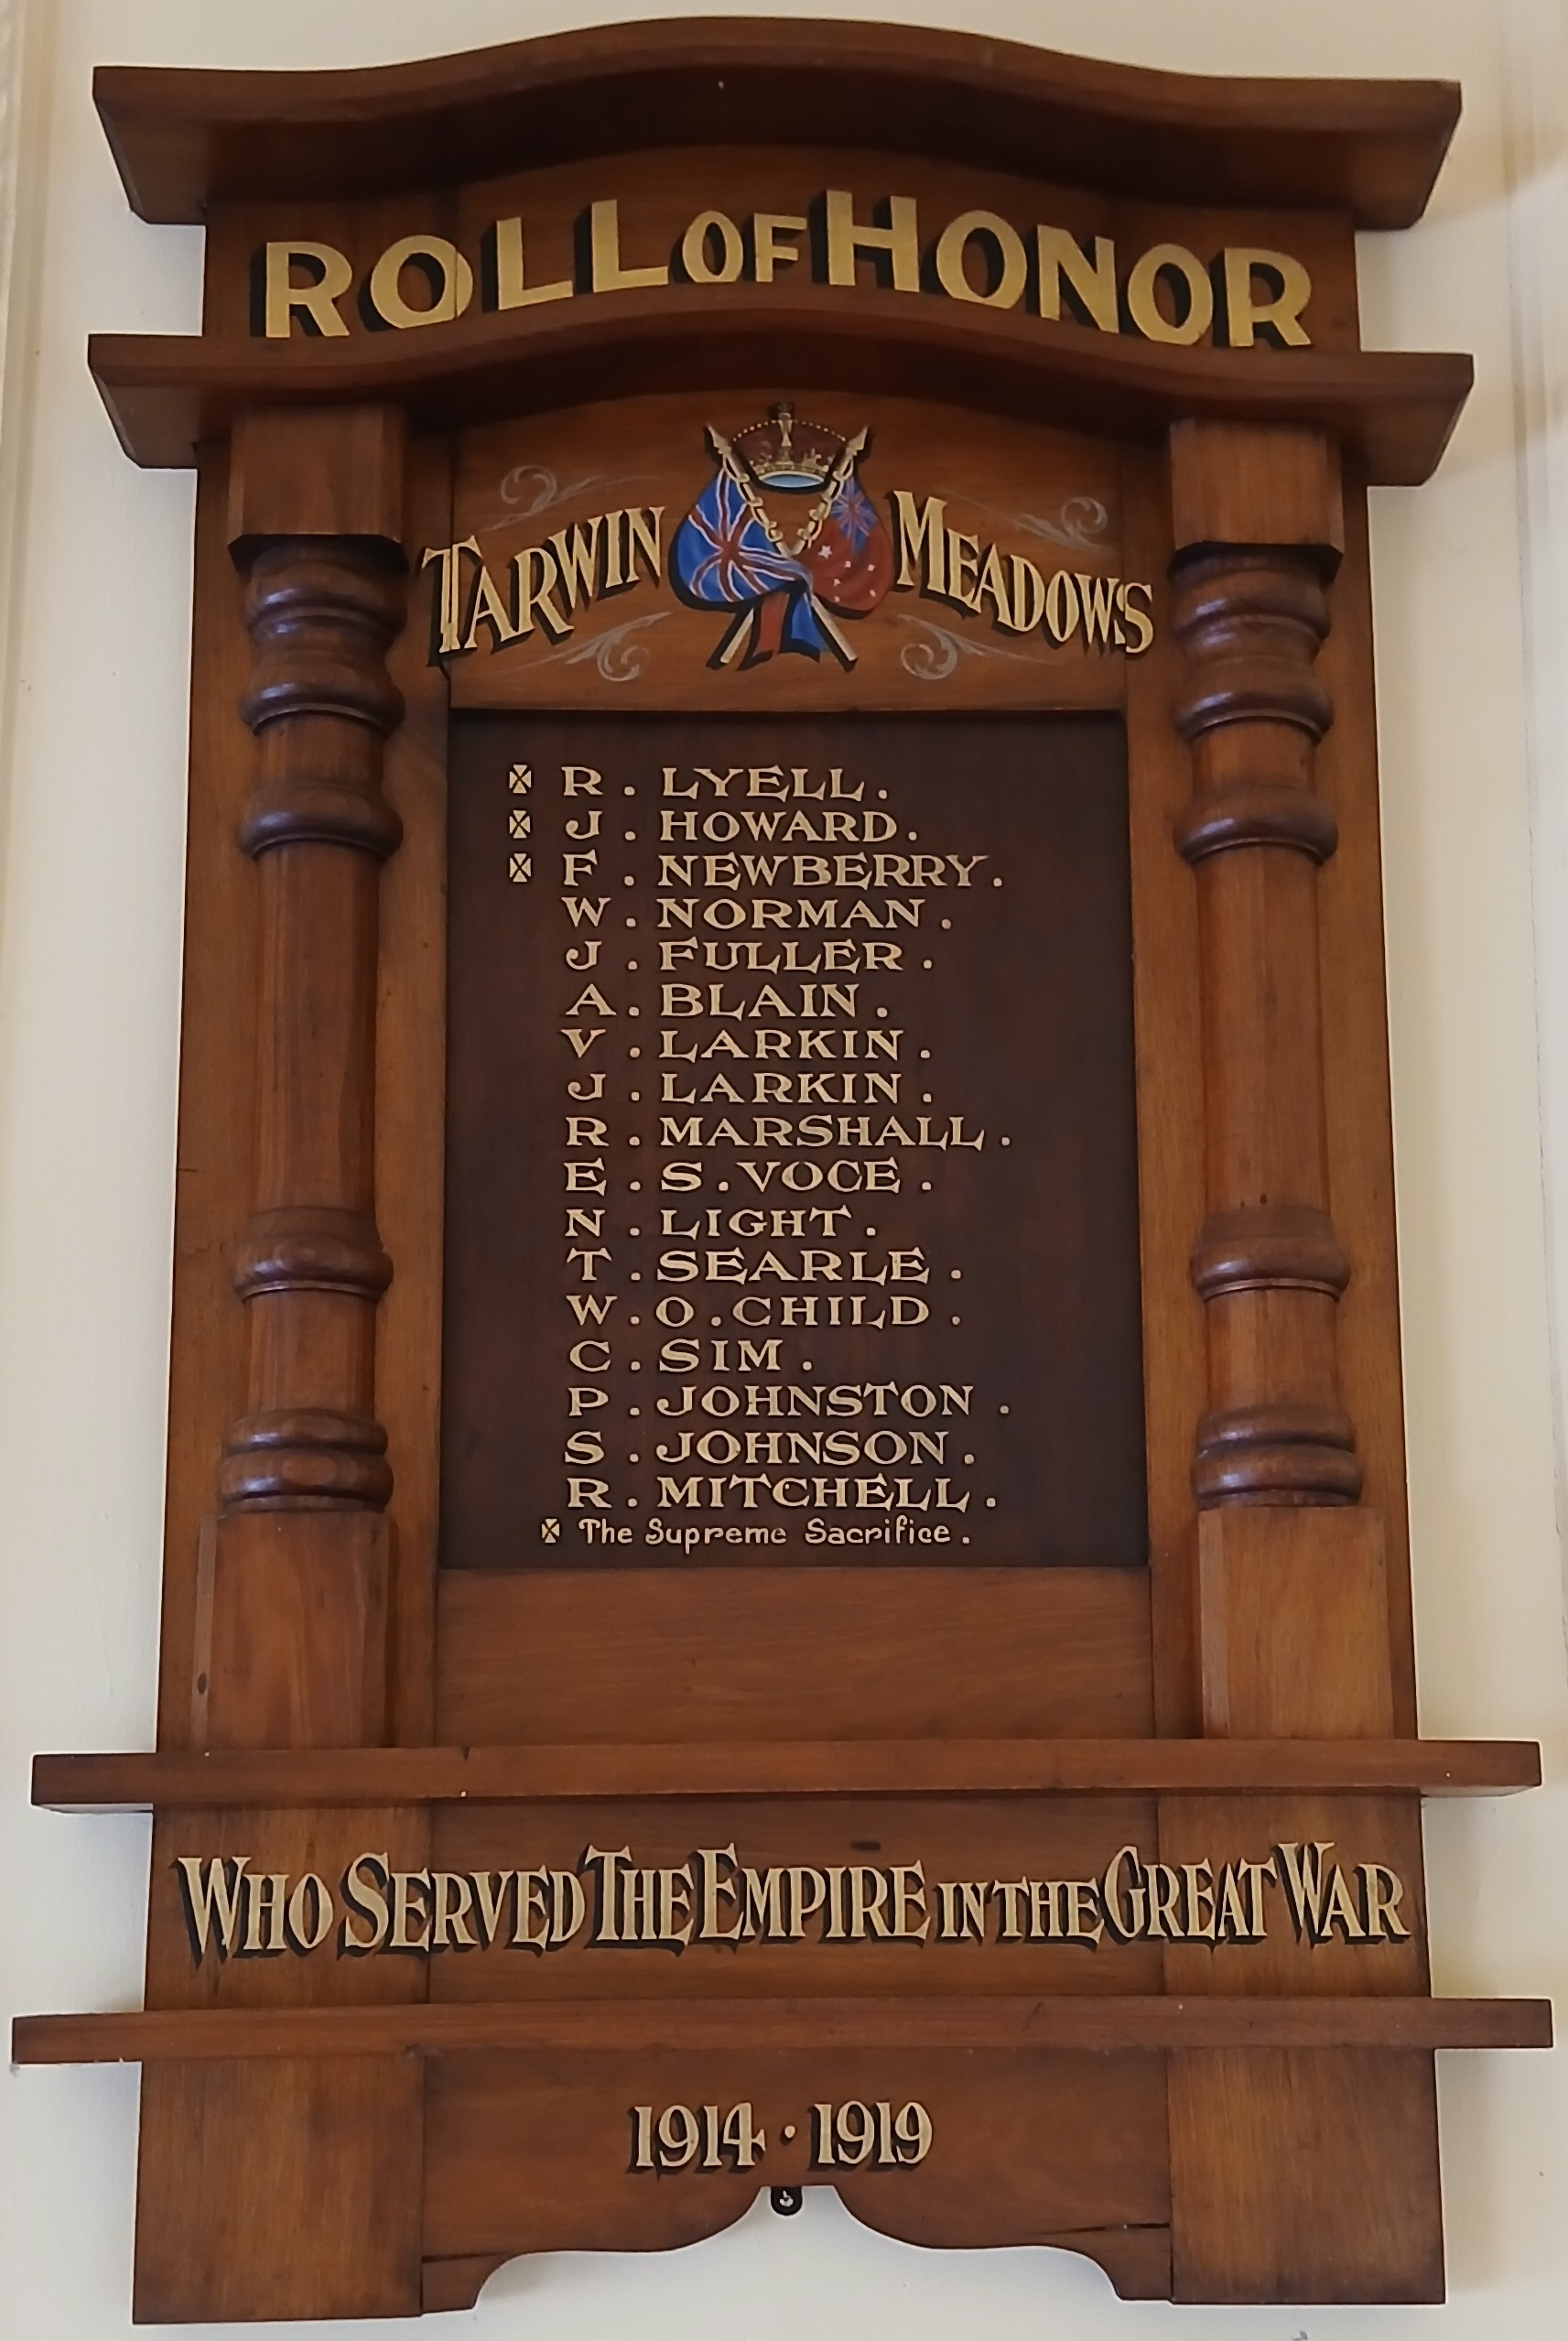 ROLL OF HONOR
TARWIN MEADOWS
R. LYELL.
J. HOWARD.
F. NEWBERRY.
W. NORMAN.
J. FULLER.
A. BLAIN.
V. LARKIN.
J. LARKIN.
R. MARSHALL.
E. S. VOCE.
N. LIGHT.
T. SEARLE.
W. O. CHILD.
C. SIM.
P. JOHNSTON.
S. JOHNSON.
R. MITCHELL.
The Supreme Sacrifice.
WHO SERVED THE EMPIRE IN THE GREAT WAR
1914 · 1919